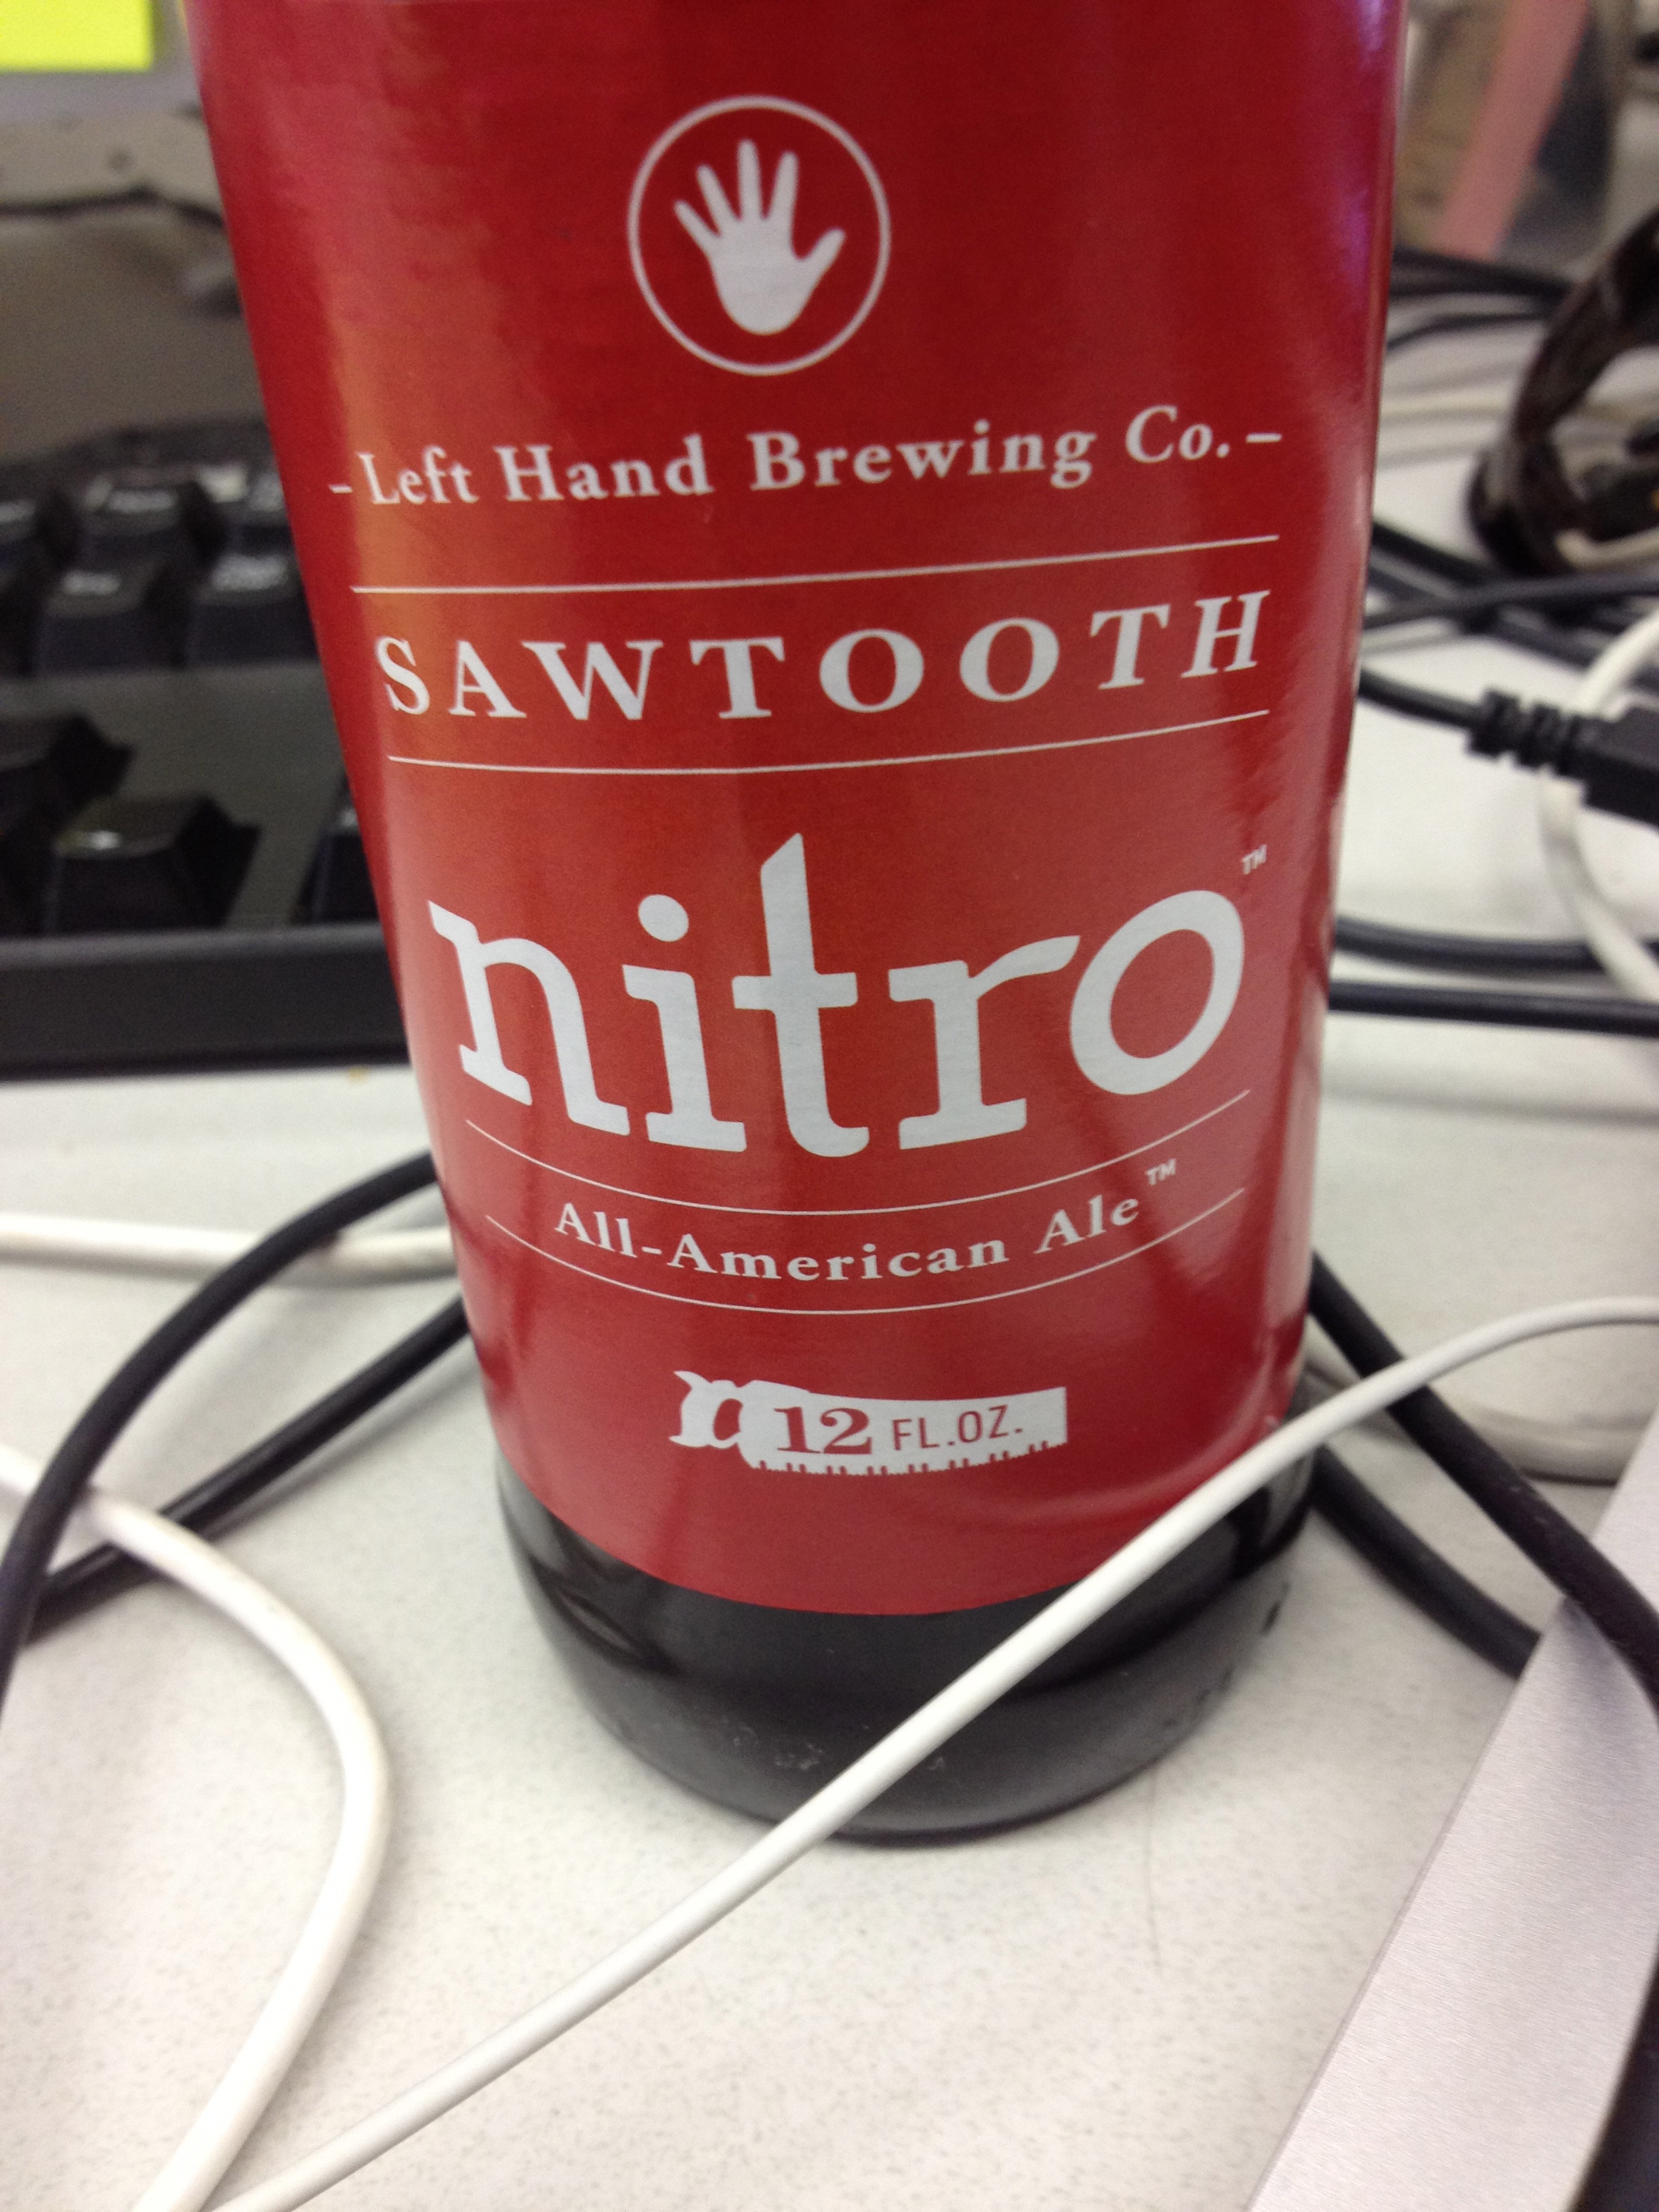 - Left Hand Brewing Co. -
SAWTOOTH
nitro™
All-American Ale™
12 FL.OZ.